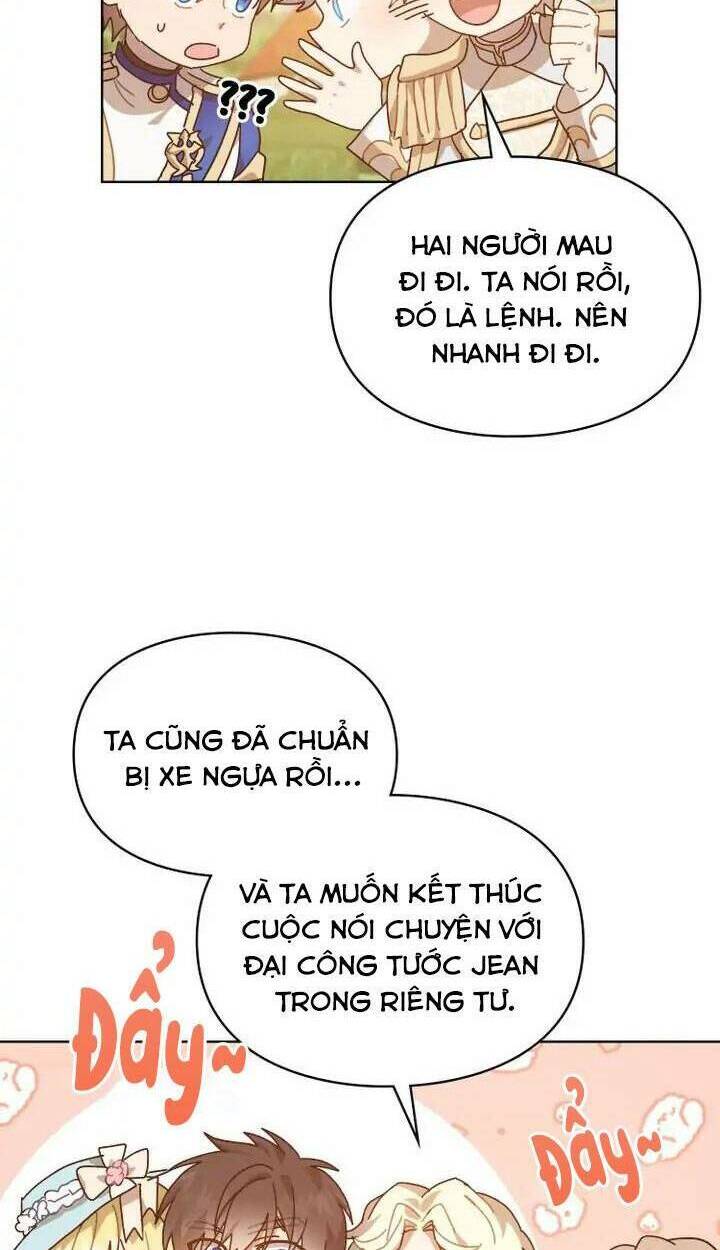 ???
HAI NGƯỜI MAU
ĐI ĐI. TA NÓI RỒI,
ĐÓ LÀ LỆNH. NÊN
NHANH ĐI ĐI.
TA CŨNG ĐÃ CHUẨN
BỊ XE NGỰA RỒI...
VÀ TA MUỐN KẾT THÚC
CUỘC NÓI CHUYỆN VỚI
ĐẠI CÔNG TƯỚC JEAN
TRONG RIÊNG TƯ.
Đẩy~
Đẩy~